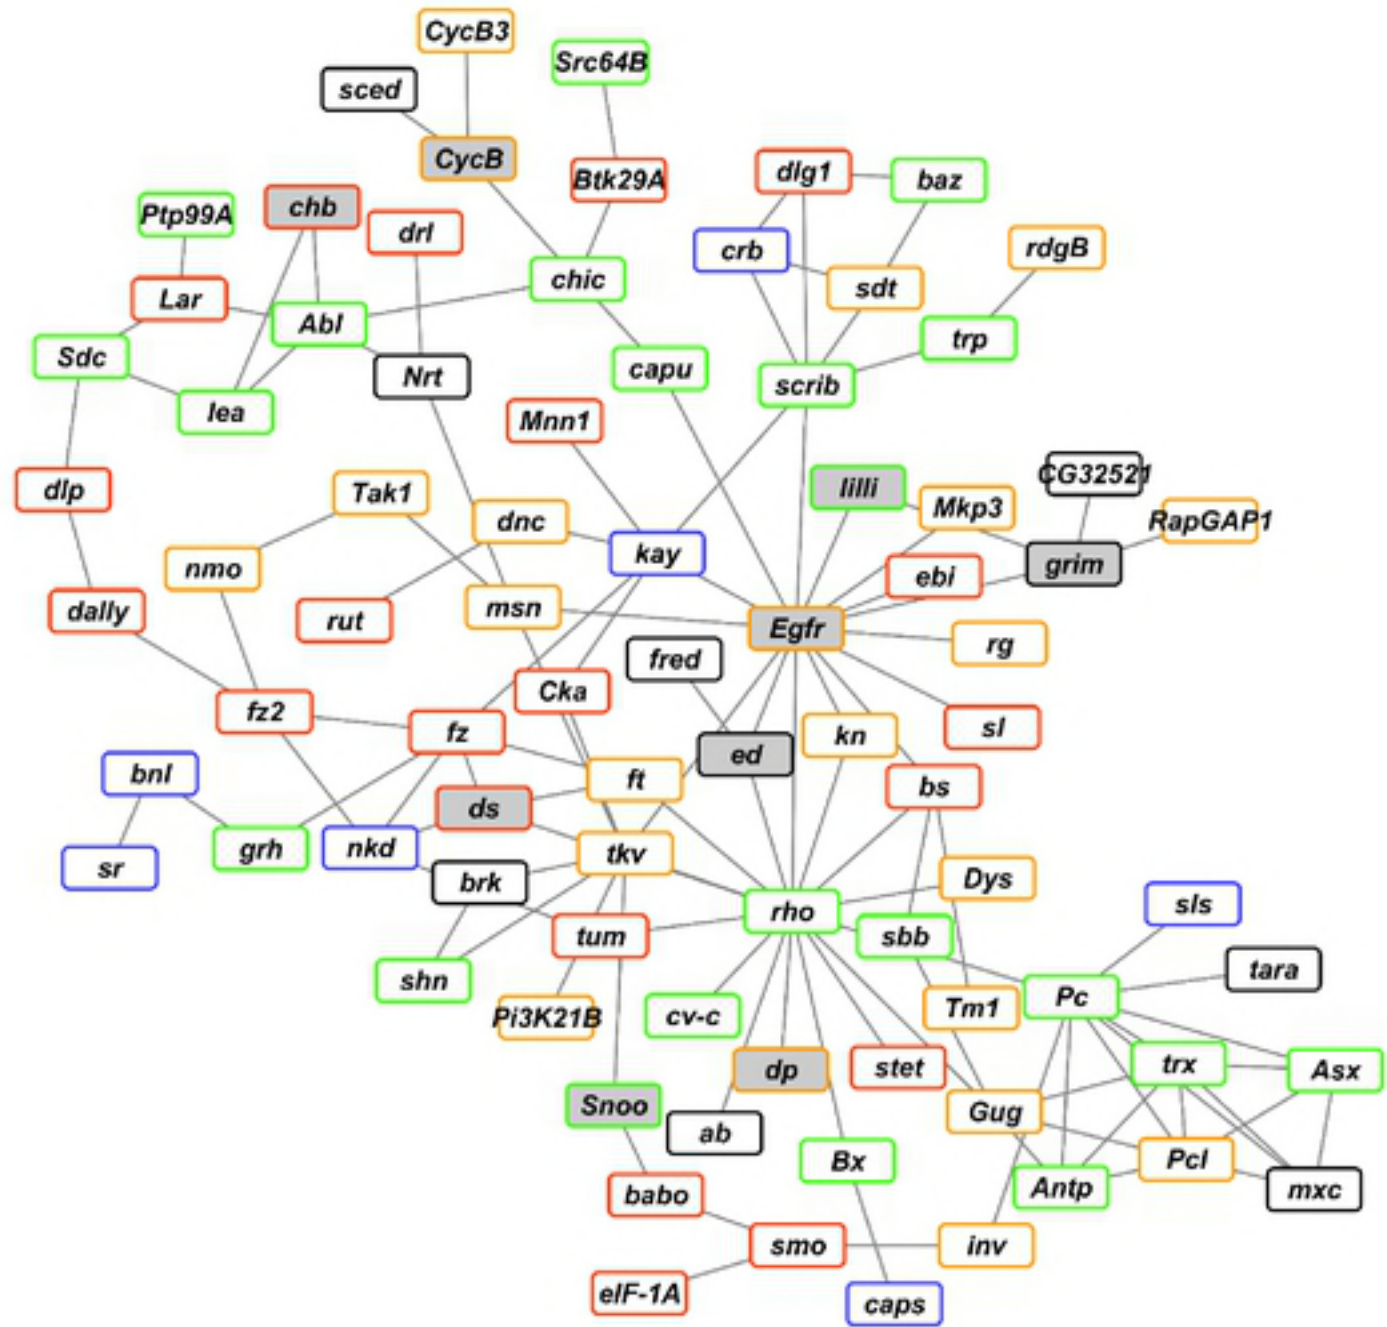 CycB3
Src64B
sced
CycB
Btk29A
dlg1
baz
Ptp99A
chb
drl
crb
rdgB
chic
sdt
Lar
Abl
trp
Sdc
Nrt
capu
scrib
lea
Mnn1
CG32521
dlp
Tak1
lilli
Mkp3
RapGAP1
dnc
kay
grim
nmo
ebi
dally
rut
msn
Egfr
rg
fred
Cka
fz2
fz
sl
kn
ed
bnl
ft
bs
ds
sr
grh
nkd
tkv
brk
Dys
rho
sls
tum
sbb
shn
tara
Pc
Pi3K21B
cv-c
Tm1
dp
stet
trx
Asx
Snoo
Gug
ab
Bx
Pcl
Antp
mxc
babo
smo
inv
eIF-1A
caps